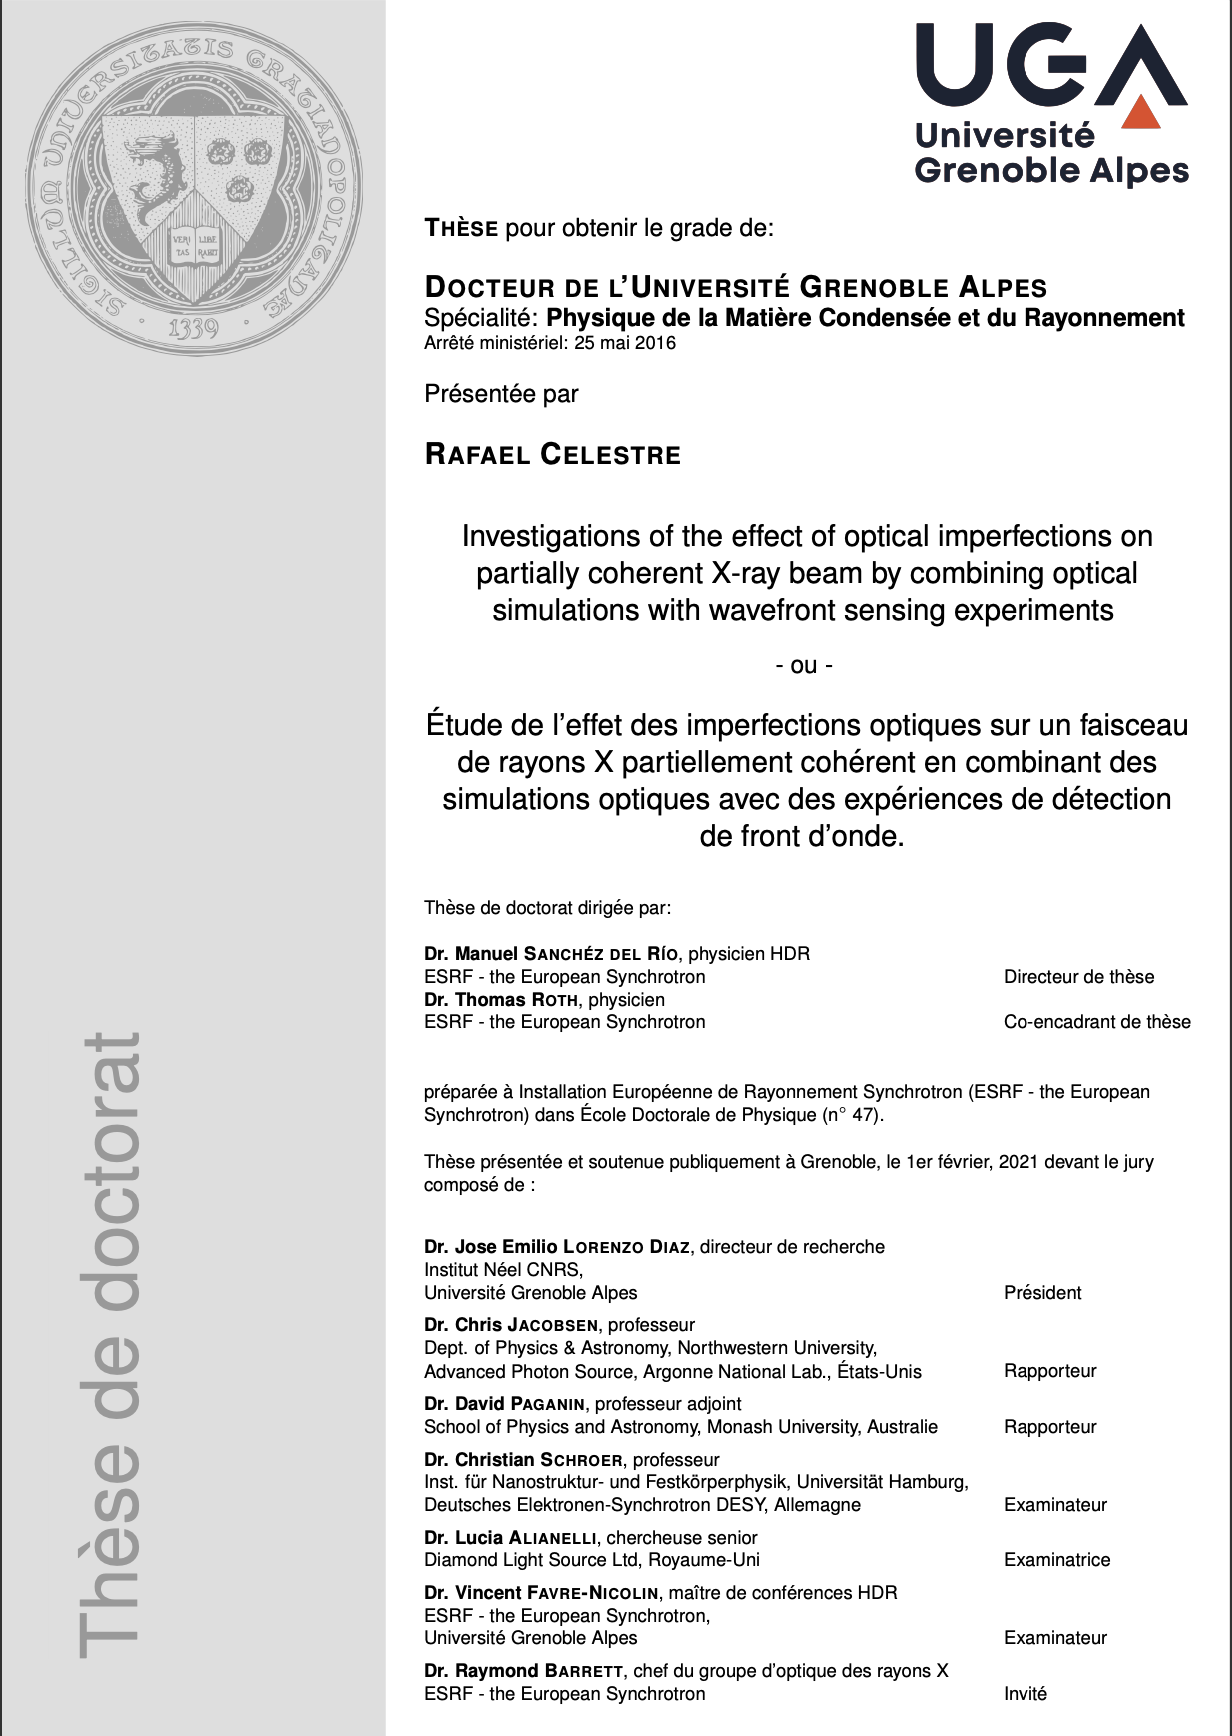 SIGILLUM UNIVERSITATIS GRATIANOPOLITANAE
VERI LIBE
TAS RABIT
· 1339 ·
UGA
Université
Grenoble Alpes
THÈSE pour obtenir le grade de:
DOCTEUR DE L'UNIVERSITÉ GRENOBLE ALPES
Spécialité: Physique de la Matière Condensée et du Rayonnement
Arrêté ministériel: 25 mai 2016
Présentée par
RAFAEL CELESTRE
Investigations of the effect of optical imperfections on
partially coherent X-ray beam by combining optical
simulations with wavefront sensing experiments
- ou -
Étude de l'effet des imperfections optiques sur un faisceau
de rayons X partiellement cohérent en combinant des
simulations optiques avec des expériences de détection
de front d'onde.
Thèse de doctorat dirigée par:
Dr. Manuel SANCHÉZ DEL RÍO, physicien HDR
ESRF - the European Synchrotron Directeur de thèse
Dr. Thomas ROTH, physicien
ESRF - the European Synchrotron Co-encadrant de thèse
préparée à Installation Européenne de Rayonnement Synchrotron (ESRF - the European
Synchrotron) dans École Doctorale de Physique (n° 47).
Thèse présentée et soutenue publiquement à Grenoble, le 1er février, 2021 devant le jury
composé de :
Dr. Jose Emilio LORENZO DIAZ, directeur de recherche
Institut Néel CNRS,
Université Grenoble Alpes Président
Dr. Chris JACOBSEN, professeur
Dept. of Physics & Astronomy, Northwestern University,
Advanced Photon Source, Argonne National Lab., États-Unis Rapporteur
Dr. David PAGANIN, professeur adjoint
School of Physics and Astronomy, Monash University, Australie Rapporteur
Dr. Christian SCHROER, professeur
Inst. für Nanostruktur- und Festkörperphysik, Universität Hamburg,
Deutsches Elektronen-Synchrotron DESY, Allemagne Examinateur
Dr. Lucia ALIANELLI, chercheuse senior
Diamond Light Source Ltd, Royaume-Uni Examinatrice
Dr. Vincent FAVRE-NICOLIN, maître de conférences HDR
ESRF - the European Synchrotron,
Université Grenoble Alpes Examinateur
Dr. Raymond BARRETT, chef du groupe d'optique des rayons X
ESRF - the European Synchrotron Invité
Thèse de doctorat